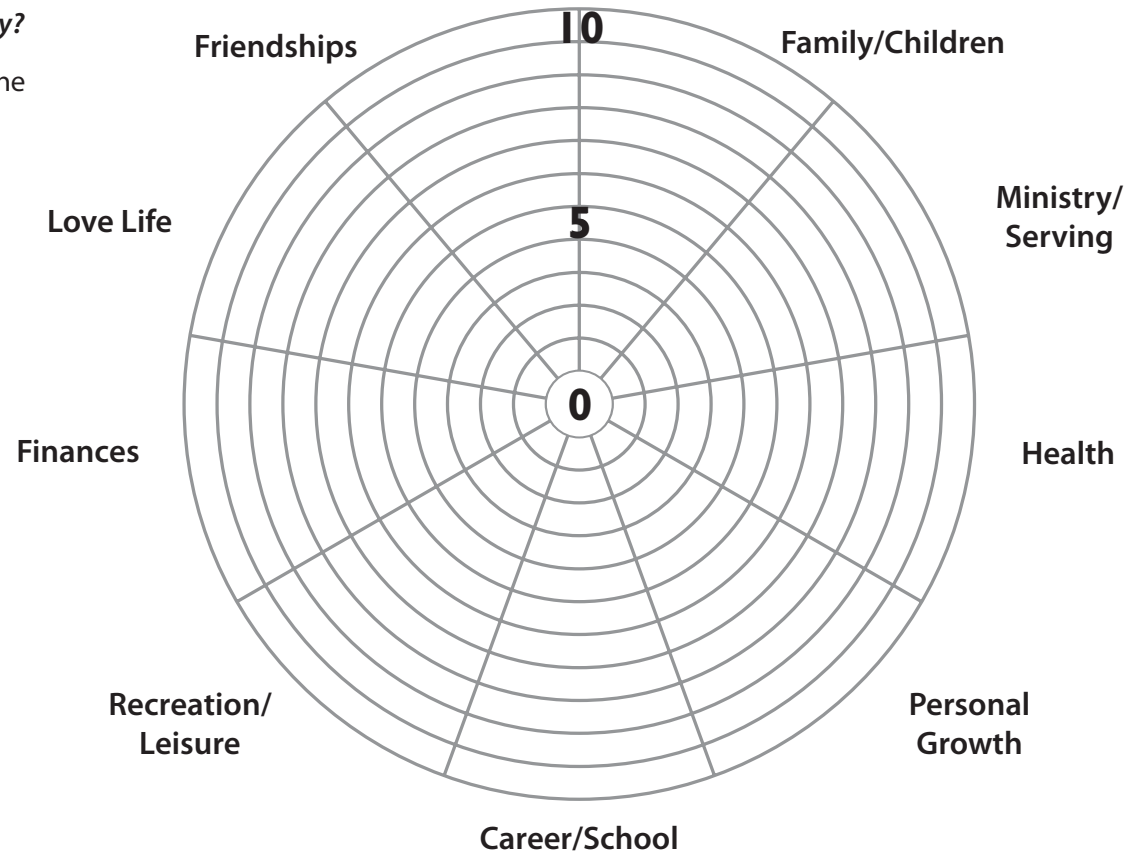 y?
ne
Friendships
10
Family/Children
Love Life
5
Ministry/
Serving
0
Finances
Health
Recreation/
Leisure
Personal
Growth
Career/School